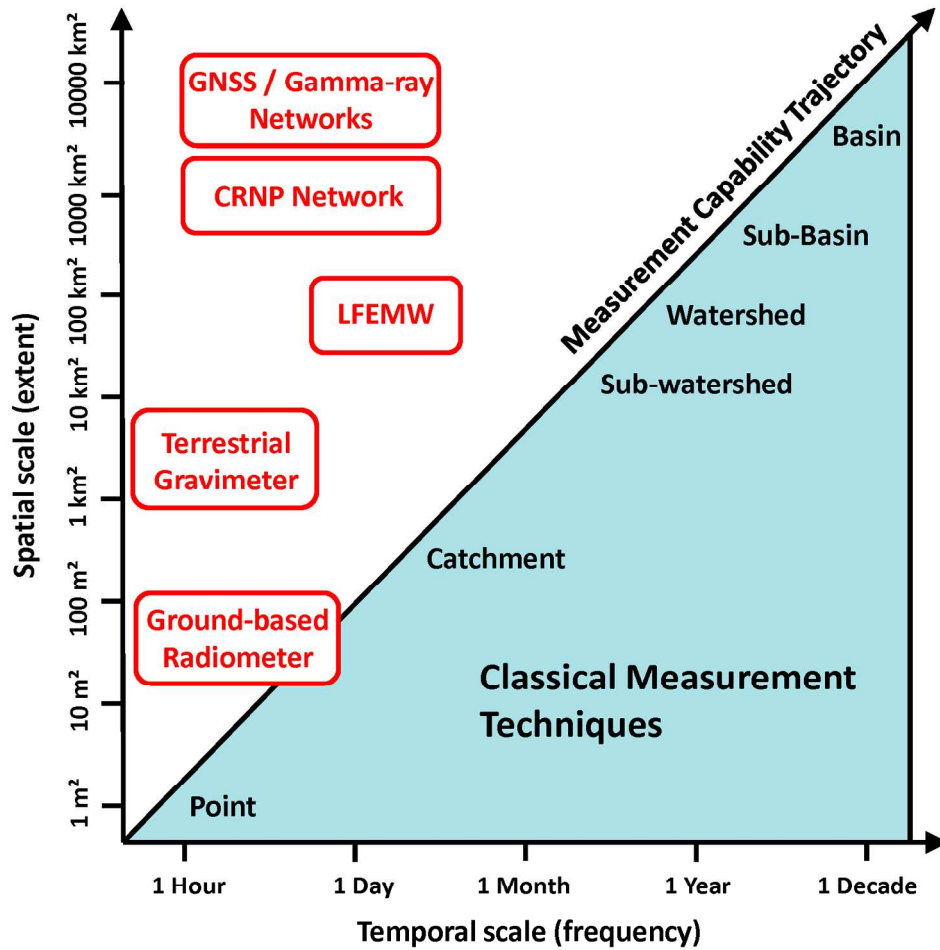 10000 km²
1000 km²
100 km²
10 km²
1 km²
100 m²
10 m²
1 m²
Spatial scale (extent)
GNSS / Gamma-ray
Networks
CRNP Network
LFEMW
Terrestrial
Gravimeter
Ground-based
Radiometer
Measurement Capability Trajectory
Basin
Sub-Basin
Watershed
Sub-watershed
Catchment
Classical Measurement
Techniques
Point
1 Hour
1 Day
1 Month
1 Year
1 Decade
Temporal scale (frequency)